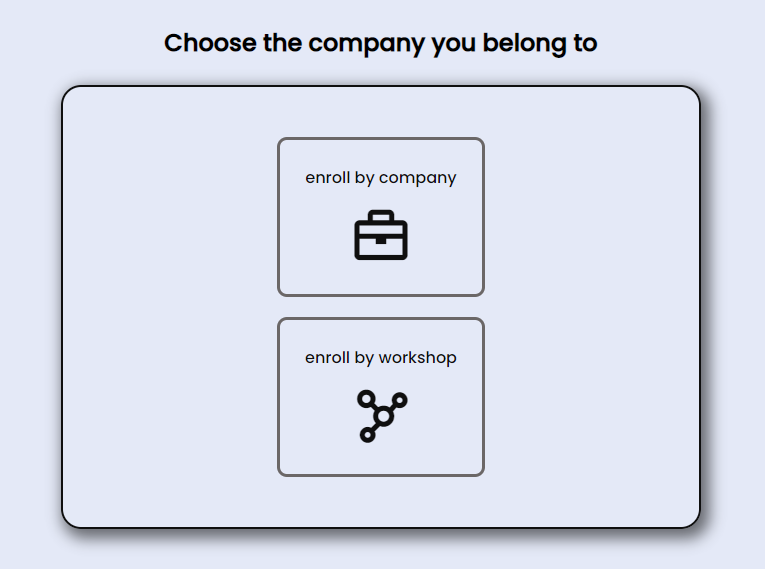 Choose the company you belong to
enroll by company
enroll by workshop